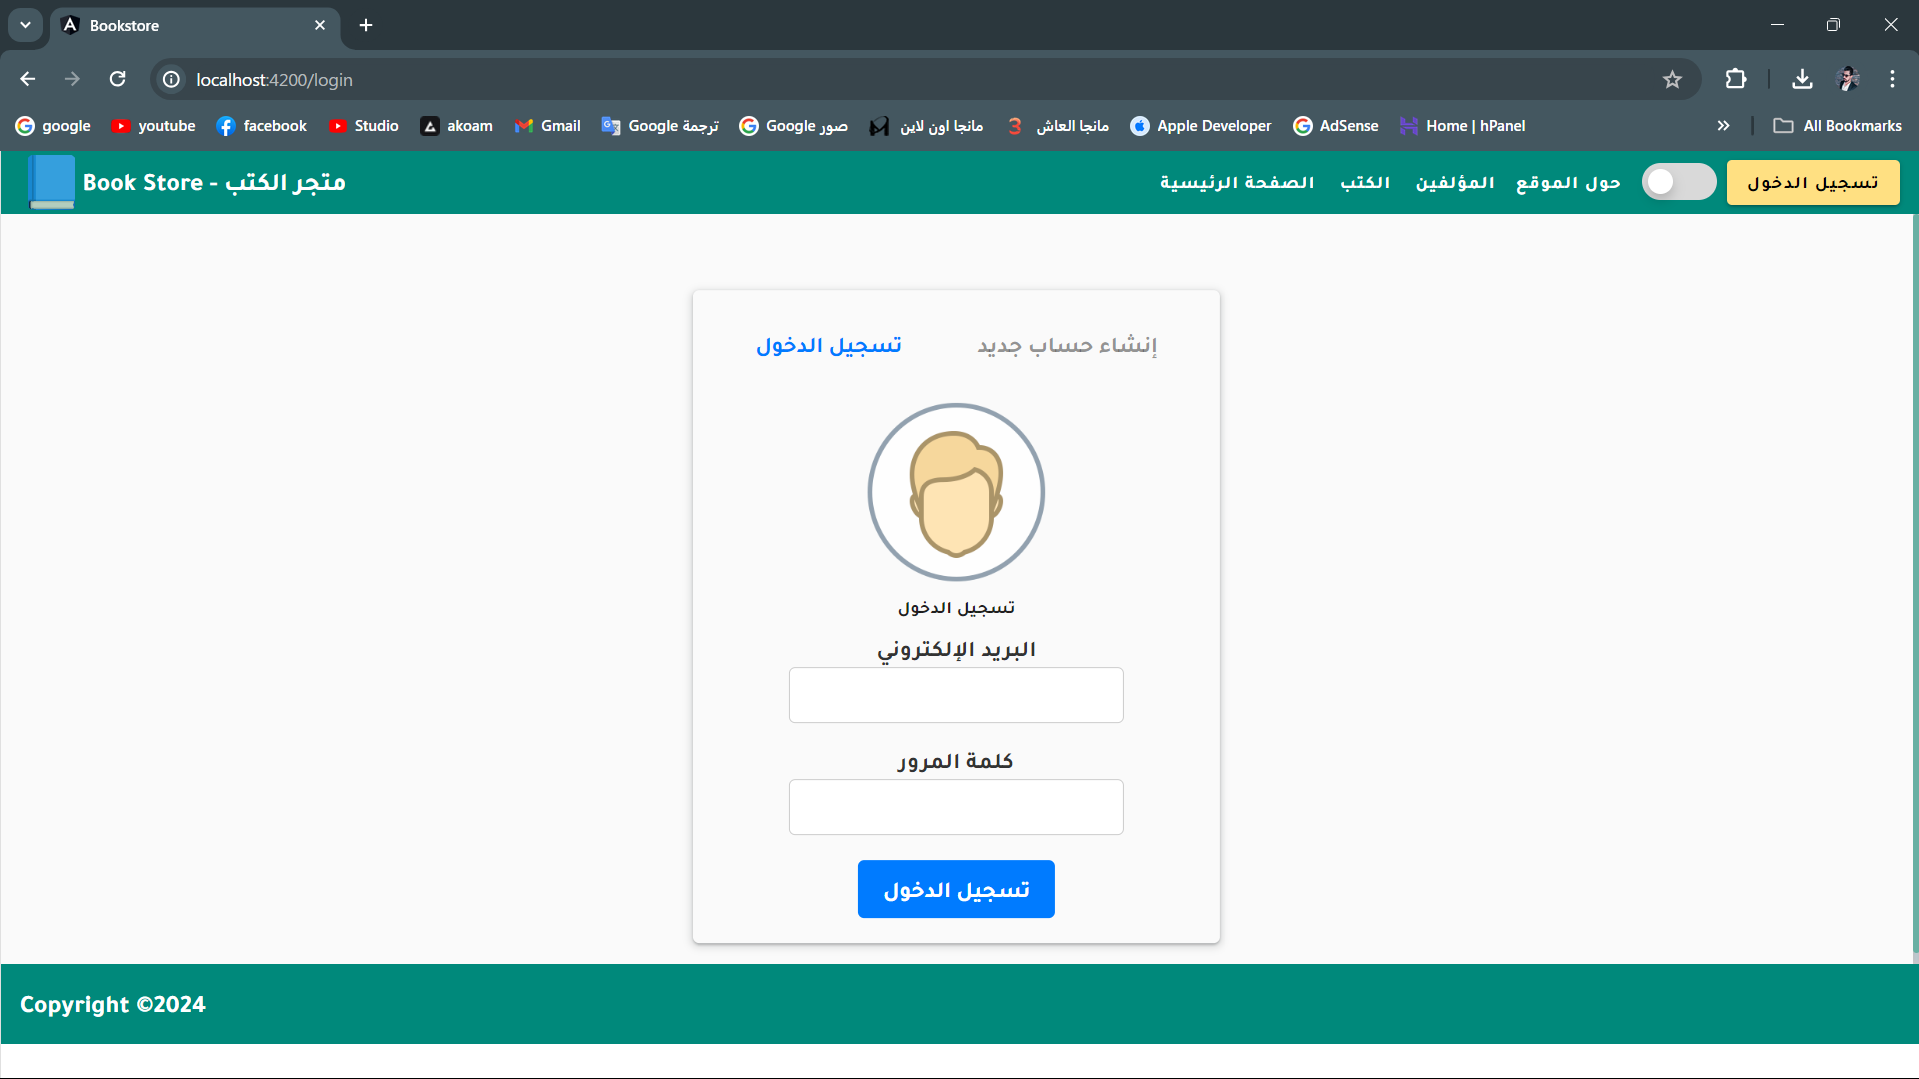 Bookstore
localhost:4200/login
google
youtube
facebook
Studio
akoam
Gmail
Google ترجمة
Google صور
مانجا اون لاين
مانجا العاش
Apple Developer
AdSense
Home | hPanel
All Bookmarks
Book Store - متجر الكتب
الصفحة الرئيسية
الكتب
المؤلفين
حول الموقع
تسجيل الدخول
تسجيل الدخول
إنشاء حساب جديد
تسجيل الدخول
البريد الإلكتروني
كلمة المرور
تسجيل الدخول
Copyright ©2024